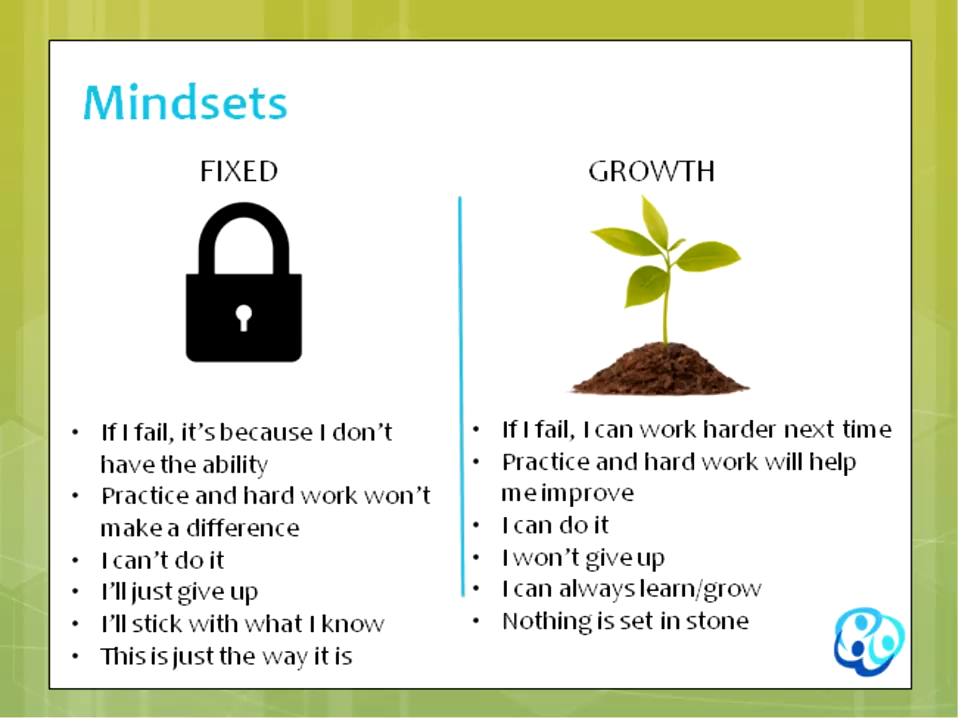 Mindsets
FIXED
• If I fail, it's because I don't
have the ability
• Practice and hard work won't
make a difference
• I can't do it
• I'll just give up
• I'll stick with what I know
• This is just the way it is
GROWTH
• If I fail, I can work harder next time
• Practice and hard work will help
me improve
• I can do it
• I won't give up
• I can always learn/grow
• Nothing is set in stone